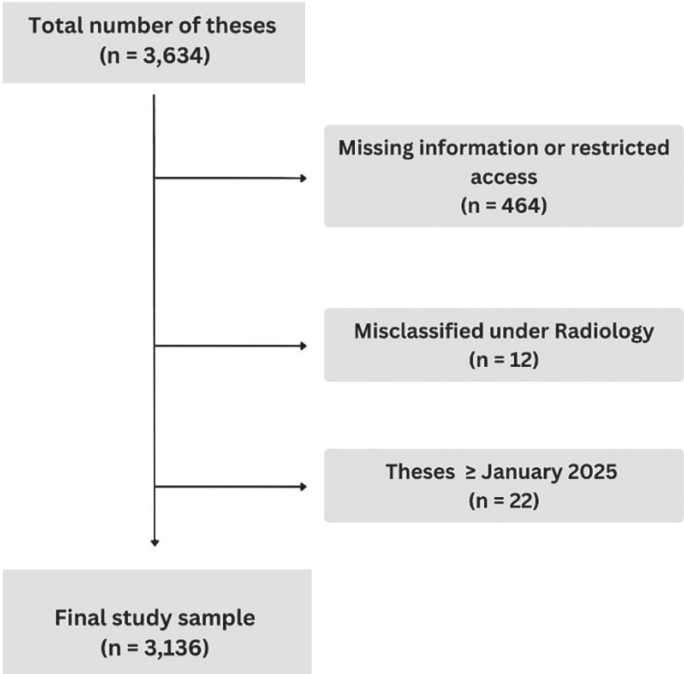 Total number of theses
(n = 3,634)
Missing information or restricted
access
(n = 464)
Misclassified under Radiology
(n = 12)
Theses ≥ January 2025
(n = 22)
Final study sample
(n = 3,136)